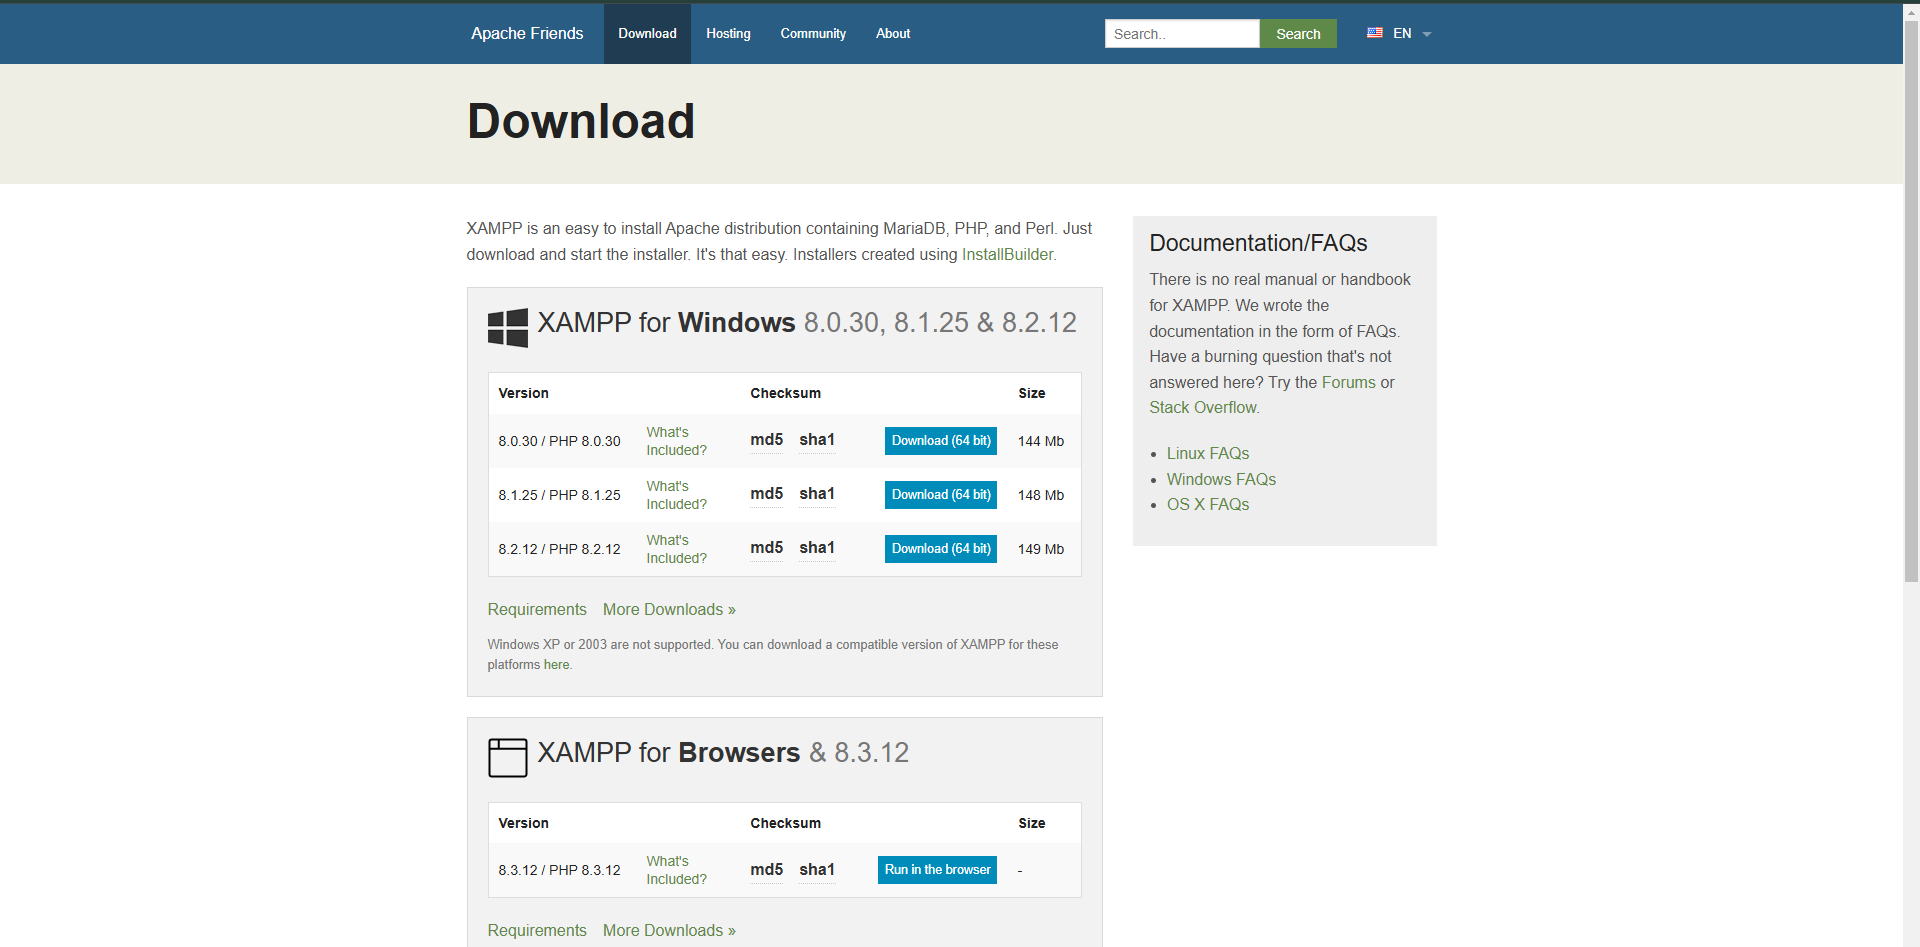 Apache Friends Download Hosting Community About Search.. Search EN
Download
XAMPP is an easy to install Apache distribution containing MariaDB, PHP, and Perl. Just
download and start the installer. It's that easy. Installers created using InstallBuilder.
XAMPP for Windows 8.0.30, 8.1.25 & 8.2.12
Version Checksum Size
8.0.30 / PHP 8.0.30 What's Included? md5 sha1 Download (64 bit) 144 Mb
8.1.25 / PHP 8.1.25 What's Included? md5 sha1 Download (64 bit) 148 Mb
8.2.12 / PHP 8.2.12 What's Included? md5 sha1 Download (64 bit) 149 Mb
Requirements More Downloads »
Windows XP or 2003 are not supported. You can download a compatible version of XAMPP for these
platforms here.
XAMPP for Browsers & 8.3.12
Version Checksum Size
8.3.12 / PHP 8.3.12 What's Included? md5 sha1 Run in the browser -
Requirements More Downloads »
Documentation/FAQs
There is no real manual or handbook
for XAMPP. We wrote the
documentation in the form of FAQs.
Have a burning question that's not
answered here? Try the Forums or
Stack Overflow.
• Linux FAQs
• Windows FAQs
• OS X FAQs